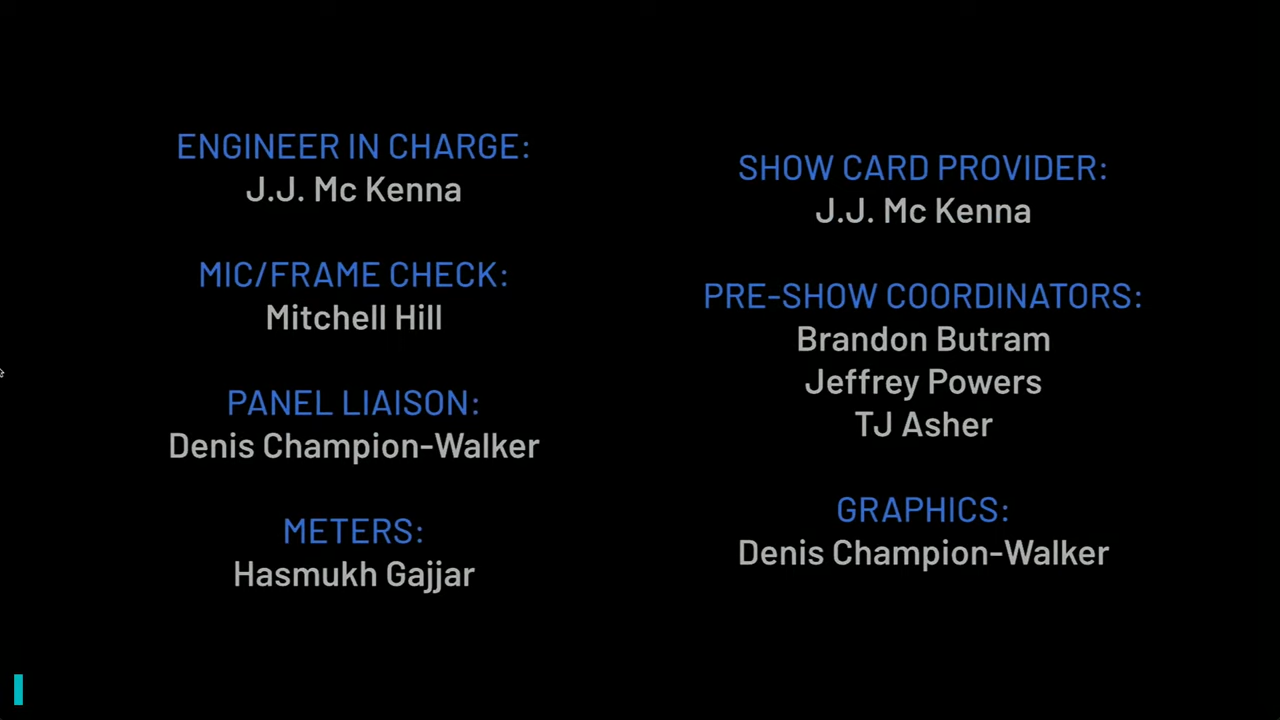 ENGINEER IN CHARGE:
J.J. Mc Kenna
MIC/FRAME CHECK:
Mitchell Hill
PANEL LIAISON:
Denis Champion-Walker
METERS:
Hasmukh Gajjar
SHOW CARD PROVIDER:
J.J. Mc Kenna
PRE-SHOW COORDINATORS:
Brandon Butram
Jeffrey Powers
TJ Asher
GRAPHICS:
Denis Champion-Walker